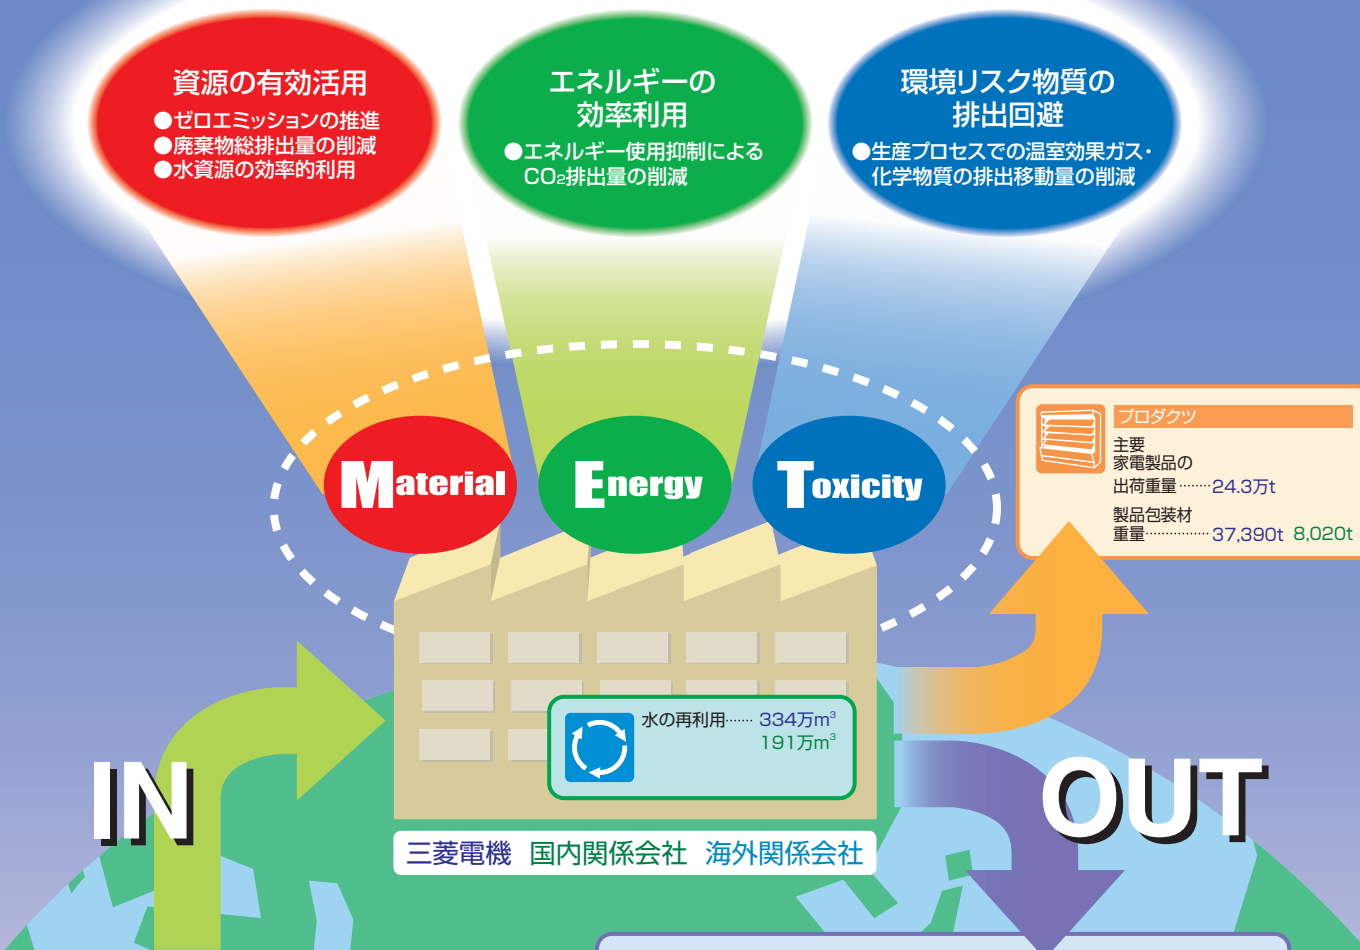 資源の有効活用
●ゼロエミッションの推進
●廃棄物総排出量の削減
●水資源の効率的利用
エネルギーの
効率利用
●エネルギー使用抑制による
CO₂排出量の削減
環境リスク物質の
排出回避
●生産プロセスでの温室効果ガス・
化学物質の排出移動量の削減
Material
Energy
Toxicity
プロダクツ
主要
家電製品の
出荷重量········24.3万t
製品包装材
重量···············37,390t 8,020t
水の再利用······· 334万m³
191万m³
IN
OUT
三菱電機 国内関係会社 海外関係会社